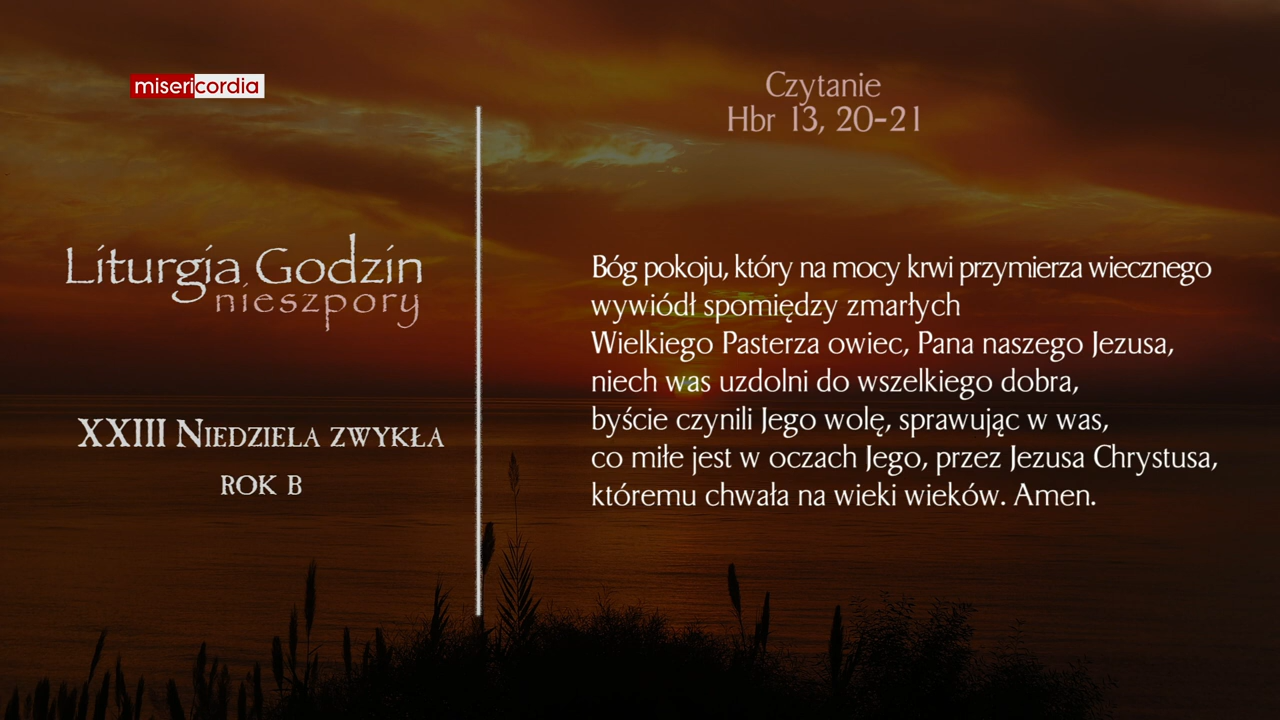 misericordia
Liturgia Godzin
nieszpory
XXIII Niedziela zwykła
rok B
Czytanie
Hbr 13, 20-21
Bóg pokoju, który na mocy krwi przymierza wiecznego
wywiódł spomiędzy zmarłych
Wielkiego Pasterza owiec, Pana naszego Jezusa,
niech was uzdolni do wszelkiego dobra,
byście czynili Jego wolę, sprawując w was,
co miłe jest w oczach Jego, przez Jezusa Chrystusa,
któremu chwała na wieki wieków. Amen.